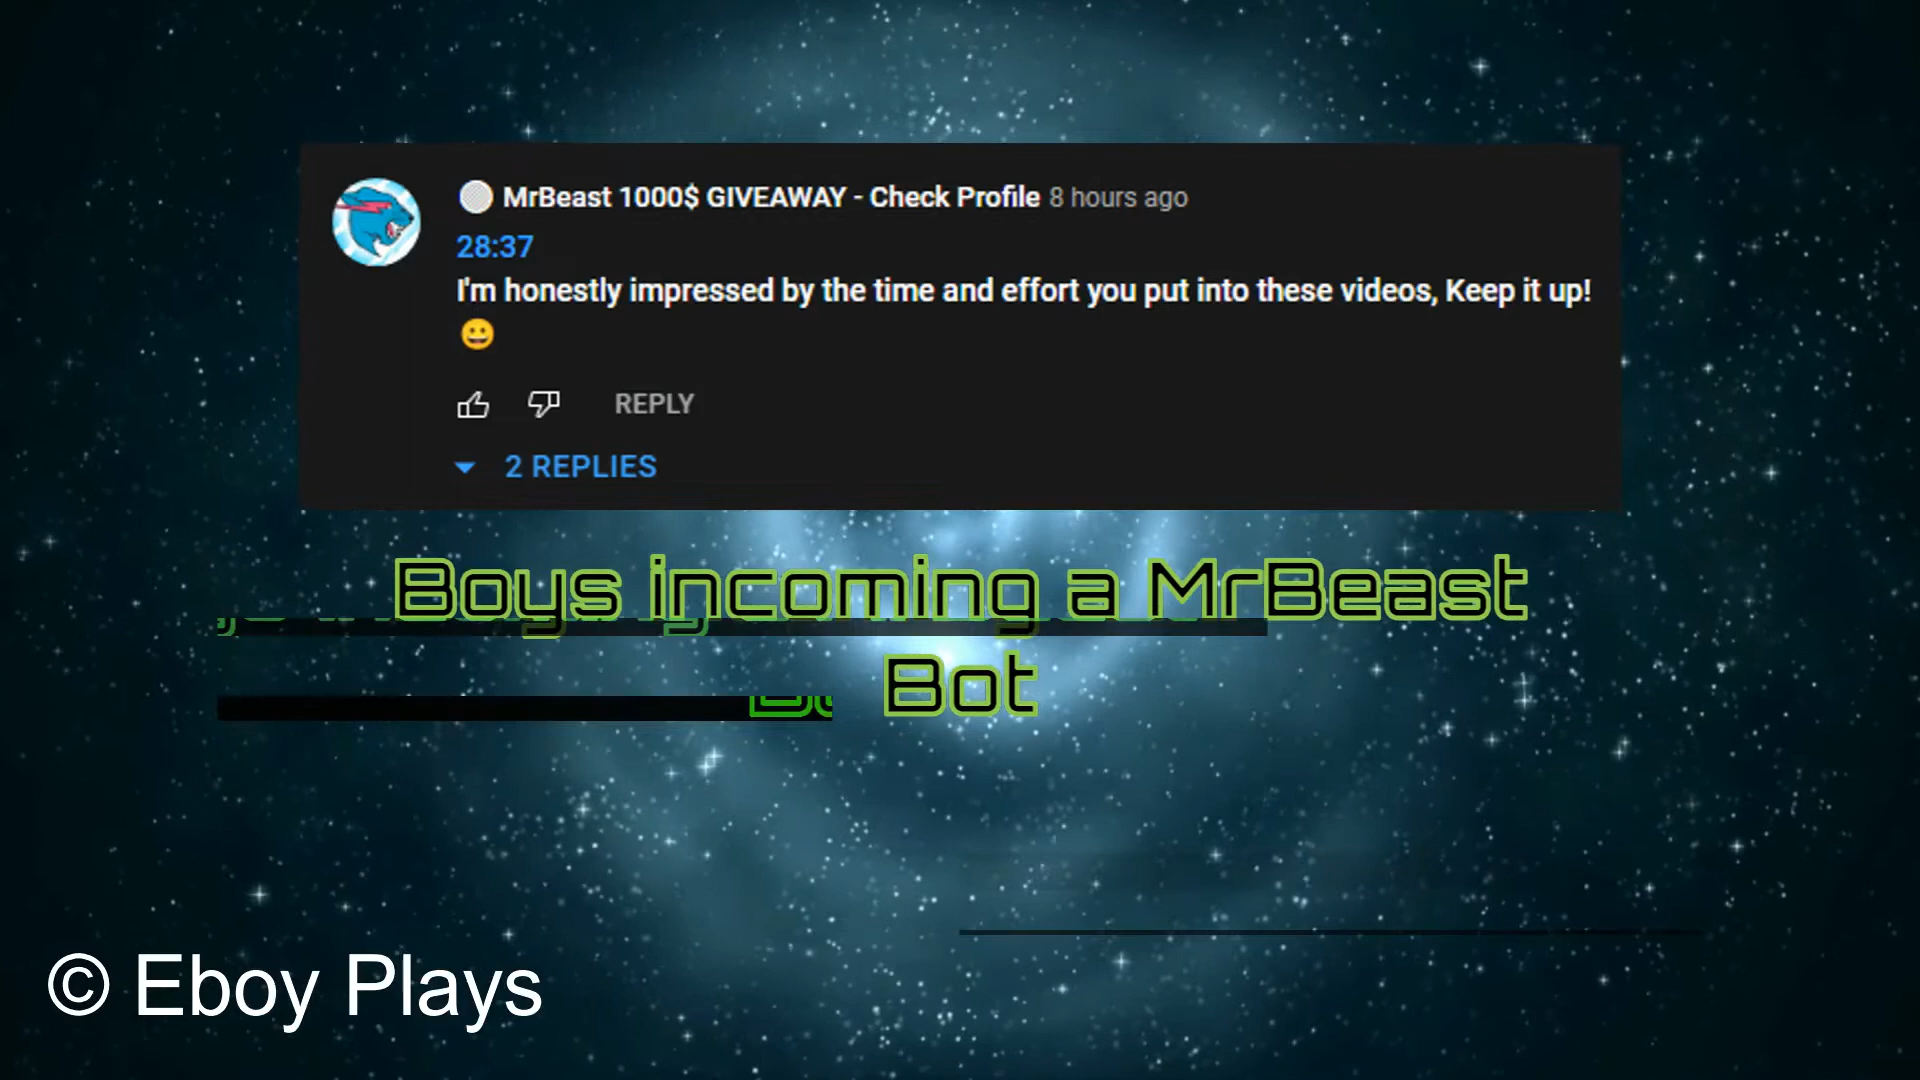 MrBeast 1000$ GIVEAWAY - Check Profile 8 hours ago
28:37
I'm honestly impressed by the time and effort you put into these videos, Keep it up!
😀
REPLY
2 REPLIES
Boys incoming a MrBeast
Bot
© Eboy Plays